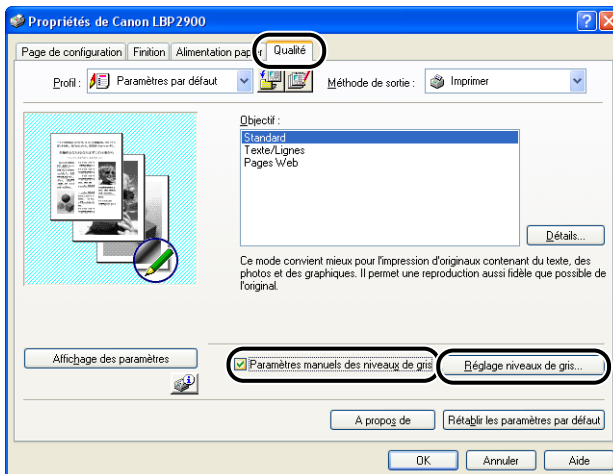 Propriétés de Canon LBP2900
Page de configuration Finition Alimentation papier Qualité
Profil : Paramètres par défaut Méthode de sortie : Imprimer
Objectif :
Standard
Texte/Lignes
Pages Web
Détails...
Ce mode convient mieux pour l'impression d'originaux contenant du texte, des
photos et des graphiques. Il permet une reproduction aussi fidèle que possible de
l'original.
Affichage des paramètres
Paramètres manuels des niveaux de gris Réglage niveaux de gris...
A propos de Rétablir les paramètres par défaut
OK Annuler Aide